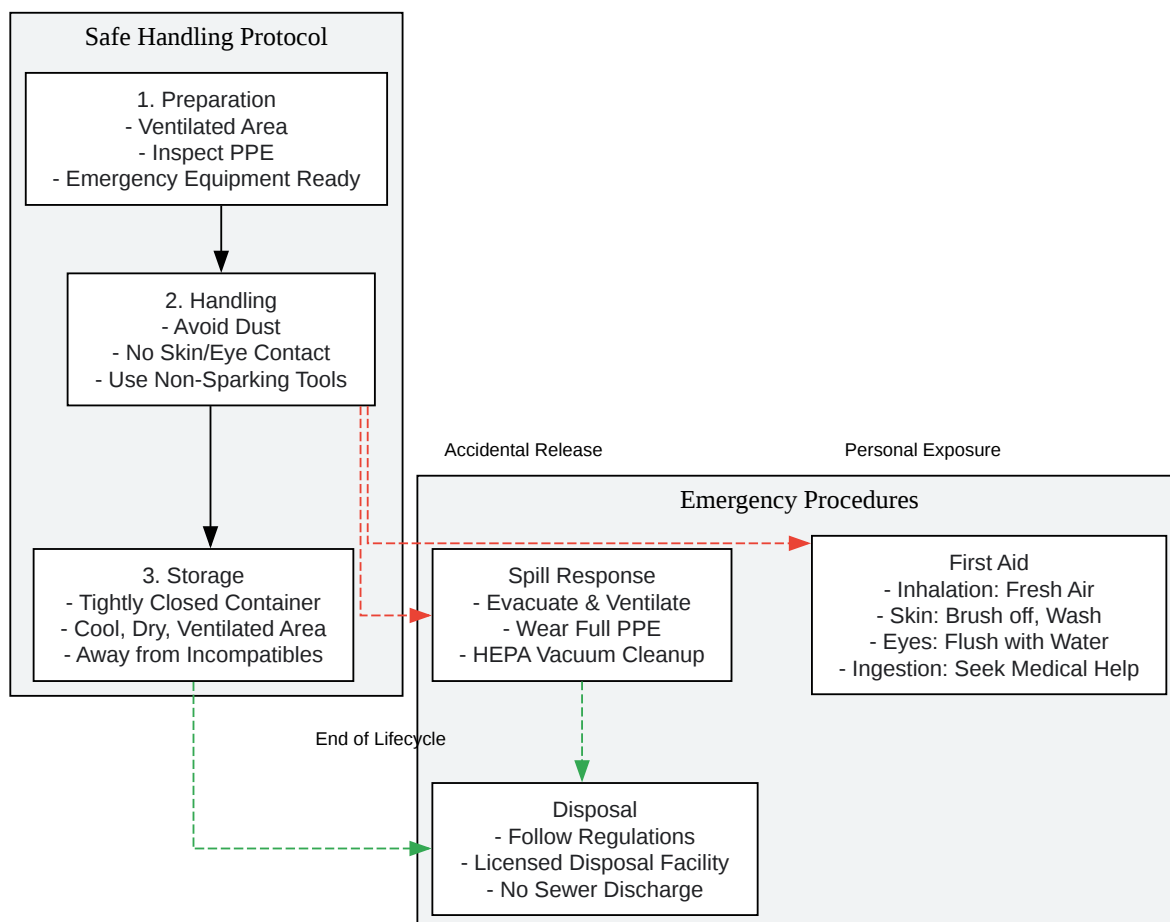 Safe Handling Protocol
1. Preparation
- Ventilated Area
- Inspect PPE
- Emergency Equipment Ready
2. Handling
- Avoid Dust
- No Skin/Eye Contact
- Use Non-Sparking Tools
3. Storage
- Tightly Closed Container
- Cool, Dry, Ventilated Area
- Away from Incompatibles
Accidental Release
Personal Exposure
Emergency Procedures
Spill Response
- Evacuate & Ventilate
- Wear Full PPE
- HEPA Vacuum Cleanup
First Aid
- Inhalation: Fresh Air
- Skin: Brush off, Wash
- Eyes: Flush with Water
- Ingestion: Seek Medical Help
End of Lifecycle
Disposal
- Follow Regulations
- Licensed Disposal Facility
- No Sewer Discharge